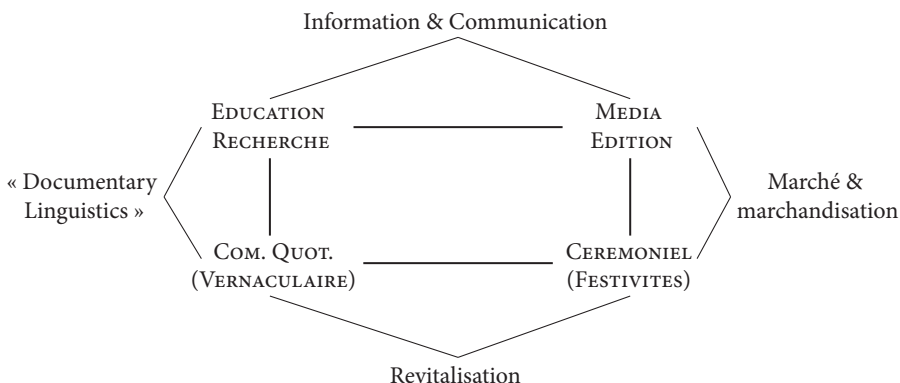 Information & Communication
Education
Recherche
Media
Edition
« Documentary
Linguistics »
Marché &
marchandisation
Com. Quot.
(Vernaculaire)
Ceremoniel
(Festivites)
Revitalisation